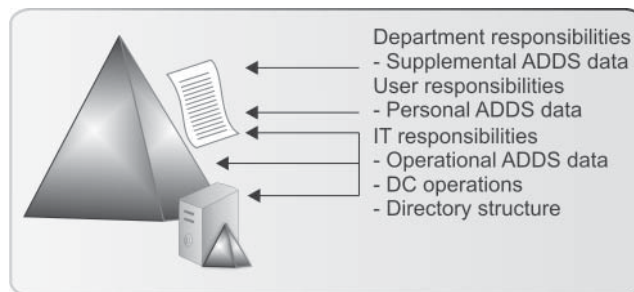 Department responsibilities
- Supplemental ADDS data
User responsibilities
- Personal ADDS data
IT responsibilities
- Operational ADDS data
- DC operations
- Directory structure